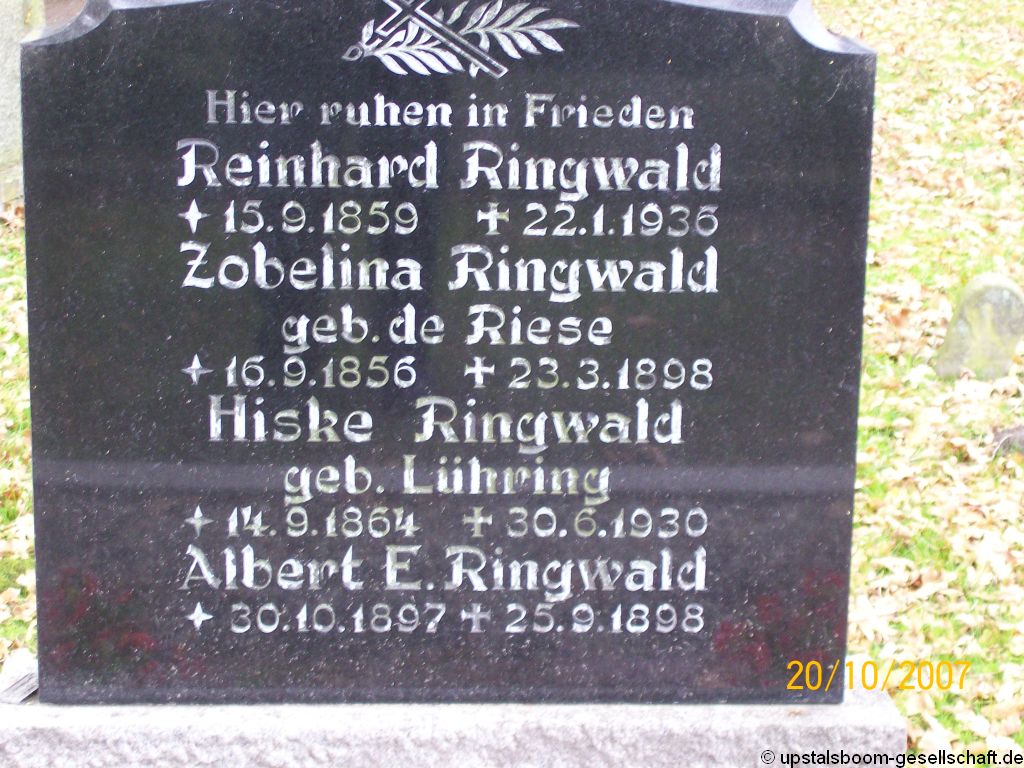 Hier ruhen in Frieden
Reinhard Ringwald
✦ 15.9.1859 ✝ 22.1.1936
Zobelina Ringwald
geb. de Riese
✦ 16.9.1856 ✝ 23.3.1898
Hiske Ringwald
geb. Lühring
✦ 14.9.1864 ✝ 30.6.1930
Albert E. Ringwald
✦ 30.10.1897 ✝ 25.9.1898
20/10/2007
© upstalsboom-gesellschaft.de